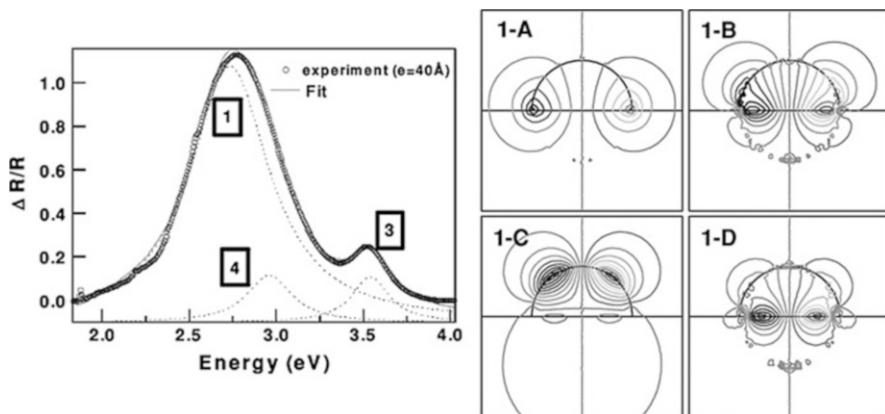 1.0
0.8
0.6
0.4
0.2
0.0
Δ R/R
experiment (e=40Å)
Fit
1
3
4
2.0 2.5 3.0 3.5 4.0
Energy (eV)
1-A
1-B
1-C
1-D